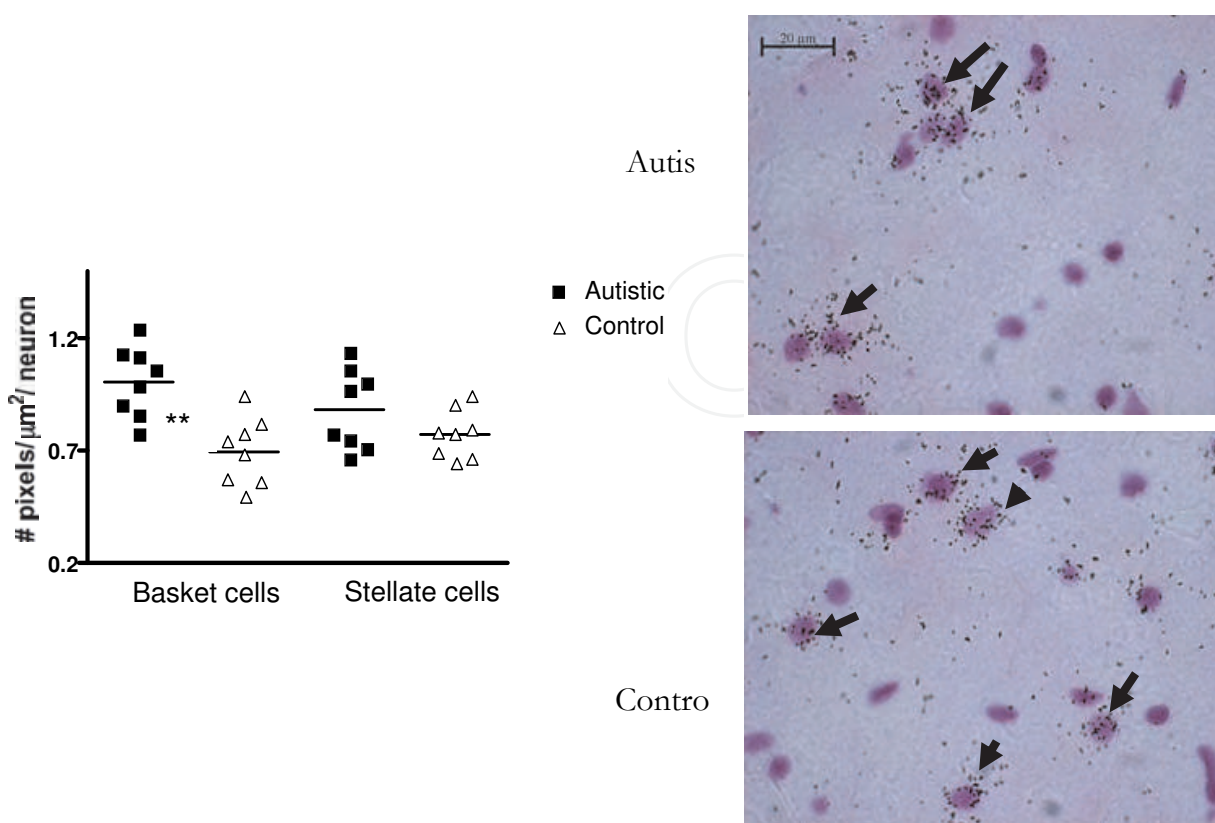 # pixels/µm²/ neuron
1.2
0.7
0.2
**
Basket cells
Stellate cells
Autistic
Control
Autis
Contro
20 µm